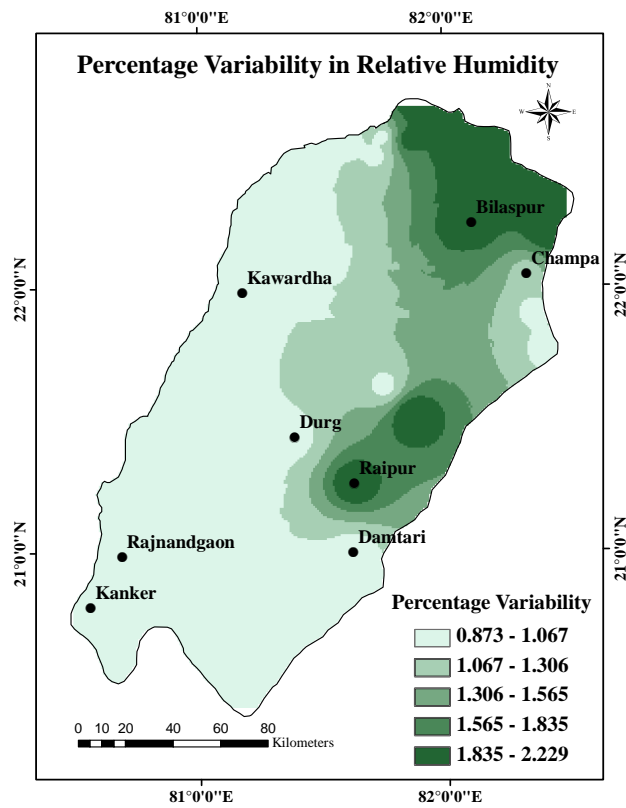 81°0'0"E 82°0'0"E
Percentage Variability in Relative Humidity
N
W E
S
Bilaspur
Champa
22°0'0"N 22°0'0"N
Kawardha
Durg
Raipur
Damtari
21°0'0"N 21°0'0"N
Rajnandgaon
Kanker
Percentage Variability
0.873 - 1.067
1.067 - 1.306
1.306 - 1.565
1.565 - 1.835
1.835 - 2.229
0 10 20 40 60 80
Kilometers
81°0'0"E 82°0'0"E